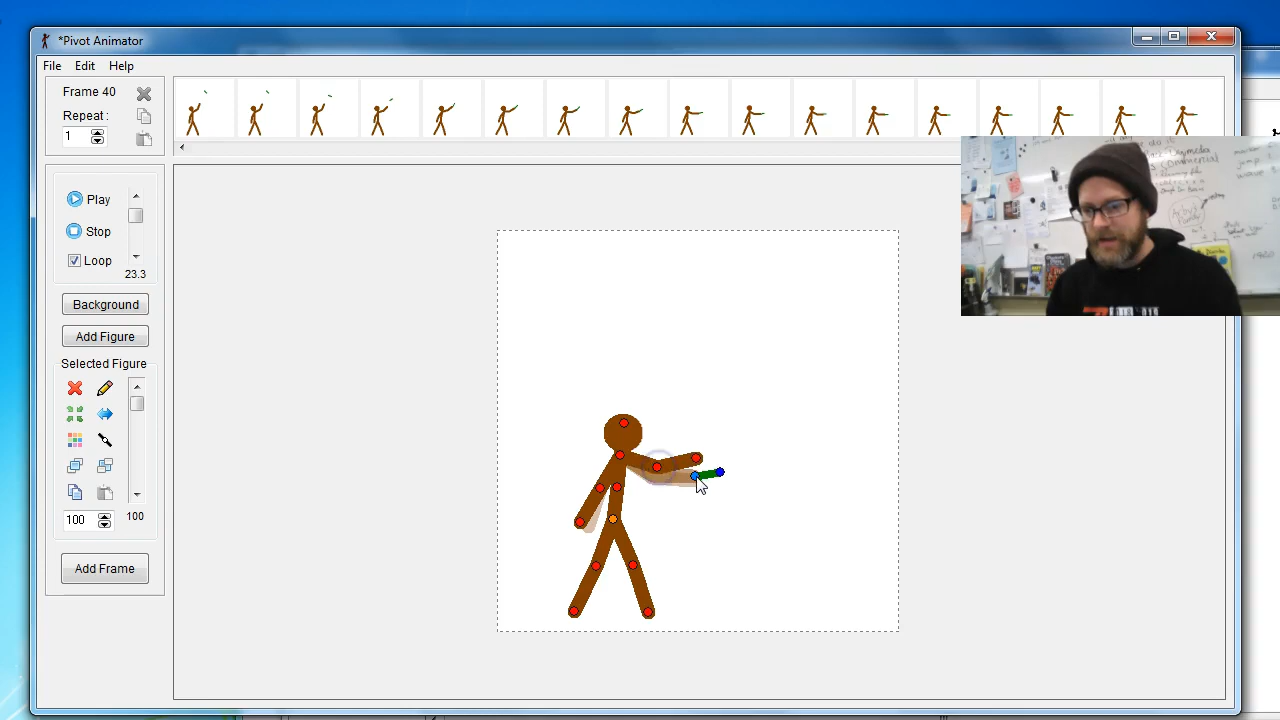 *Pivot Animator
File Edit Help
Frame 40
Repeat :
1
Play
Stop
Loop
23.3
Background
Add Figure
Selected Figure
100
100
Add Frame
Commercial